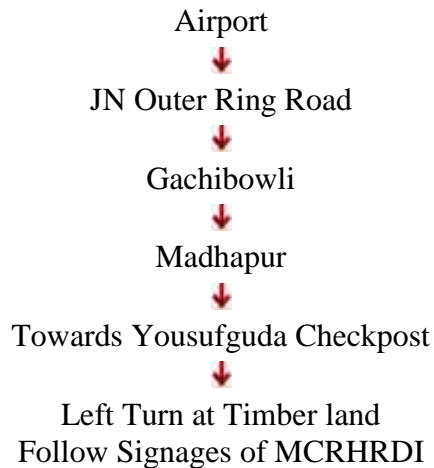 Airport
JN Outer Ring Road
Gachibowli
Madhapur
Towards Yousufguda Checkpost
Left Turn at Timber land
Follow Signages of MCRHRDI